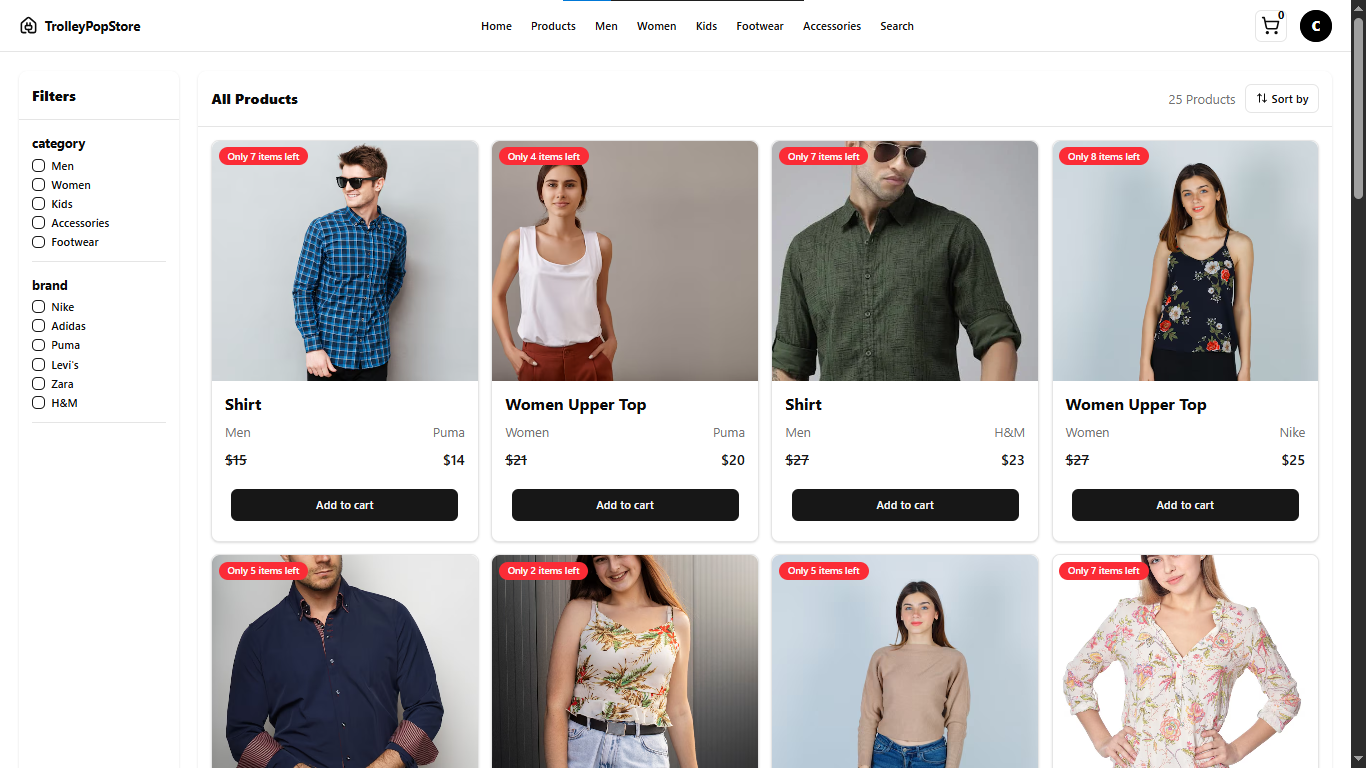 TrolleyPopStore
Home Products Men Women Kids Footwear Accessories Search
0
C
Filters
category
Men
Women
Kids
Accessories
Footwear
brand
Nike
Adidas
Puma
Levi's
Zara
H&M
All Products
25 Products
Sort by
Only 7 items left
Shirt
Men Puma
$15 $14
Add to cart
Only 4 items left
Women Upper Top
Women Puma
$21 $20
Add to cart
Only 7 items left
Shirt
Men H&M
$27 $23
Add to cart
Only 8 items left
Women Upper Top
Women Nike
$27 $25
Add to cart
Only 5 items left
Only 2 items left
Only 5 items left
Only 7 items left